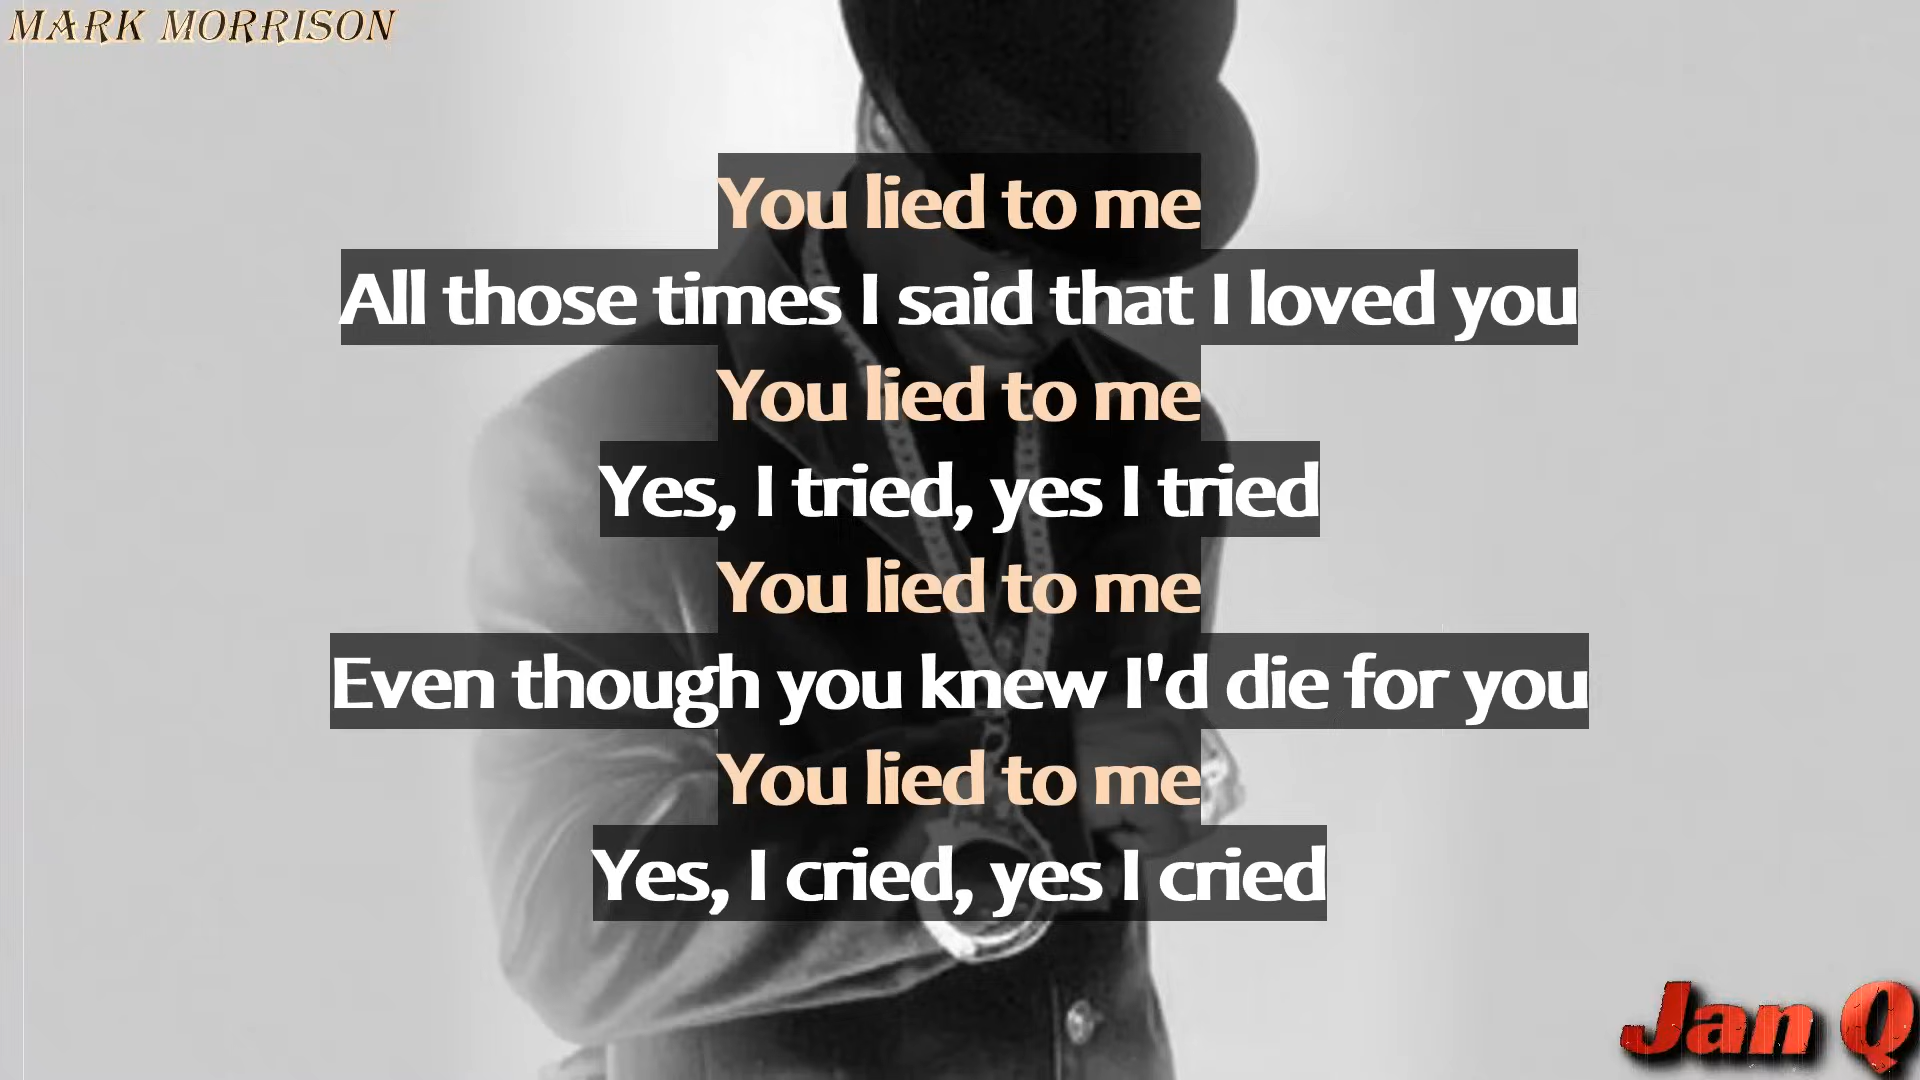 MARK MORRISON
You lied to me
All those times I said that I loved you
You lied to me
Yes, I tried, yes I tried
You lied to me
Even though you knew I'd die for you
You lied to me
Yes, I cried, yes I cried
Jan Q